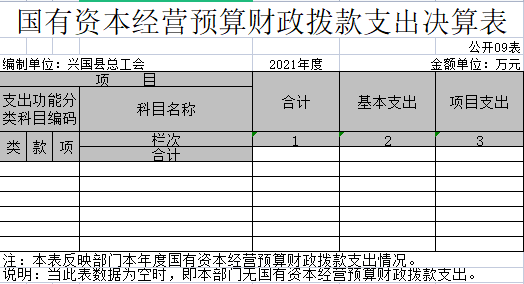 国有资本经营预算财政拨款支出决算表
公开09表
编制单位：兴国县总工会 2021年度 金额单位：万元
项 目 合计 基本支出 项目支出
支出功能分类科目编码 科目名称
类 款 项 栏次 1 2 3
合计
注：本表反映部门本年度国有资本经营预算财政拨款支出情况。
说明：当此表数据为空时，即本部门无国有资本经营预算财政拨款支出。